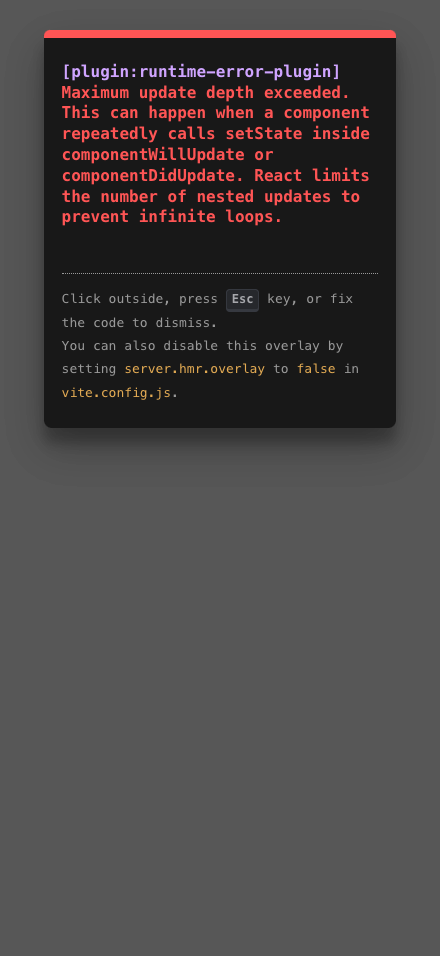 [plugin:runtime-error-plugin]
Maximum update depth exceeded.
This can happen when a component
repeatedly calls setState inside
componentWillUpdate or
componentDidUpdate. React limits
the number of nested updates to
prevent infinite loops.
Click outside, press Esc key, or fix
the code to dismiss.
You can also disable this overlay by
setting server.hmr.overlay to false in
vite.config.js.